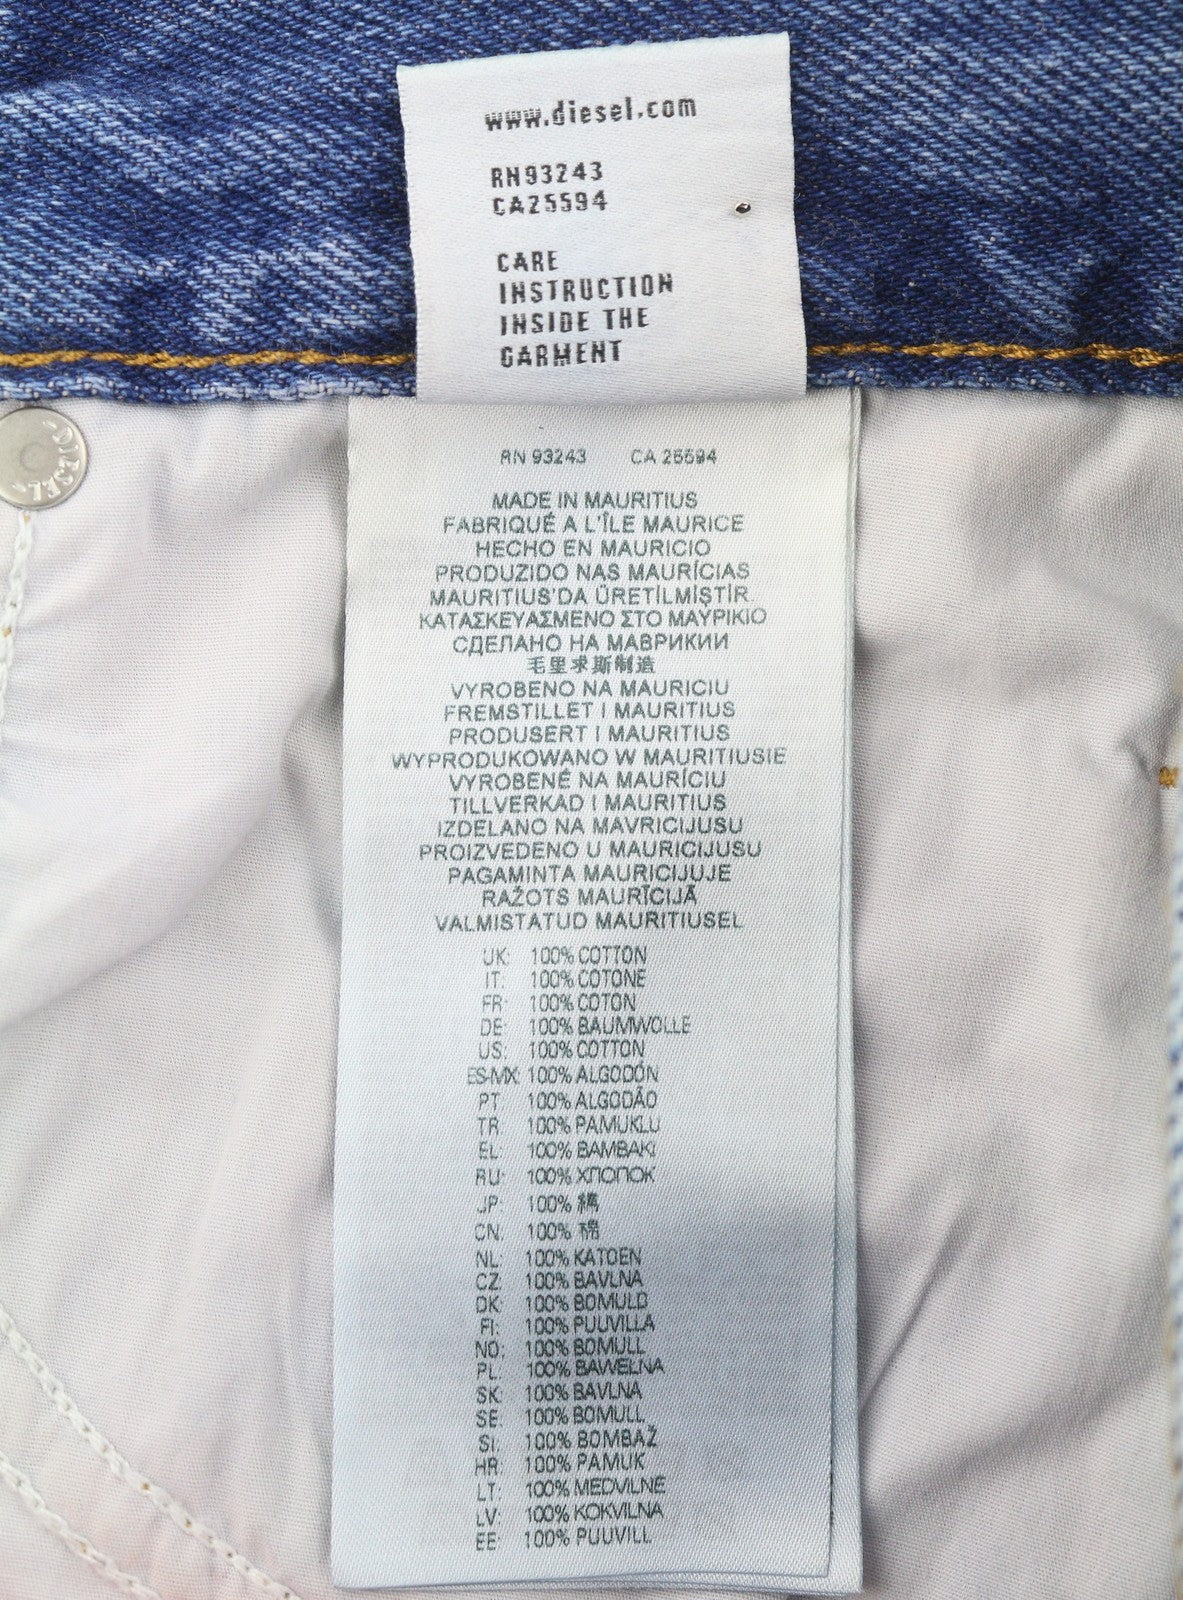 www.diesel.com
RN93243
CA25594
CARE
INSTRUCTION
INSIDE THE
GARMENT
DIESEL
RN 93243 CA 25594
MADE IN MAURITIUS
FABRIQUÉ A L'ÎLE MAURICE
HECHO EN MAURICIO
PRODUZIDO NAS MAURÍCIAS
MAURITIUS'DA ÜRETİLMİŞTİR
ΚΑΤΑΣΚΕΥΑΣΜΕΝΟ ΣΤΟ ΜΑΥΡΙΚΙΟ
СДЕЛАНО НА МАВРИКИИ
毛里求斯制造
VYROBENO NA MAURICIU
FREMSTILLET I MAURITIUS
PRODUSERT I MAURITIUS
WYPRODUKOWANO W MAURITIUSIE
VYROBENÉ NA MAURÍCIU
TILLVERKAD I MAURITIUS
IZDELANO NA MAVRICIJUSU
PROIZVEDENO U MAURICIJUSU
PAGAMINTA MAURICIJUJE
RAŽOTS MAURĪCIJĀ
VALMISTATUD MAURITIUSEL
UK: 100% COTTON
IT: 100% COTONE
FR: 100% COTON
DE: 100% BAUMWOLLE
US: 100% COTTON
ES-MX: 100% ALGODÓN
PT 100% ALGODÃO
TR: 100% PAMUKLU
EL: 100% BAMBAKI
RU: 100% ХЛОПОК
JP: 100% 綿
CN: 100% 棉
NL: 100% KATOEN
CZ: 100% BAVLNA
DK: 100% BOMULD
FI: 100% PUUVILLA
NO: 100% BOMULL
PL: 100% BAWEŁNA
SK: 100% BAVLNA
SE: 100% BOMULL
SI: 100% BOMBAŽ
HR: 100% PAMUK
LT: 100% MEDVILNĖ
LV: 100% KOKVILNA
EE: 100% PUUVILL